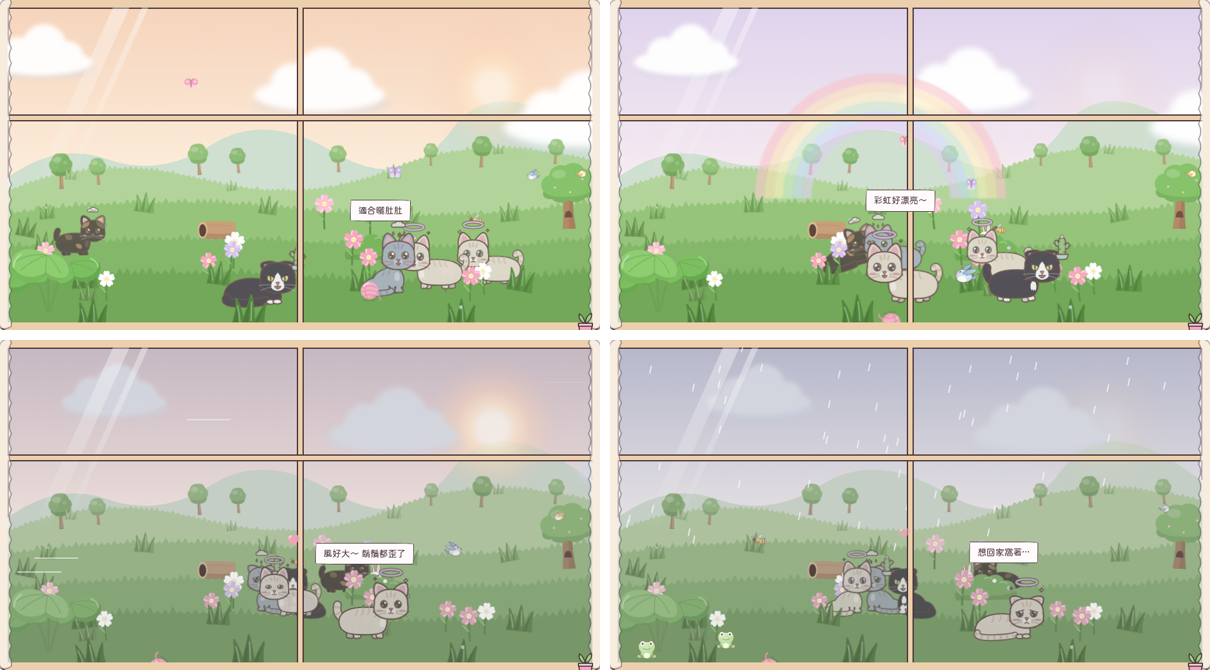 適合曬肚肚
彩虹好漂亮～
風好大～ 鬍鬚都歪了
想回家窩著…